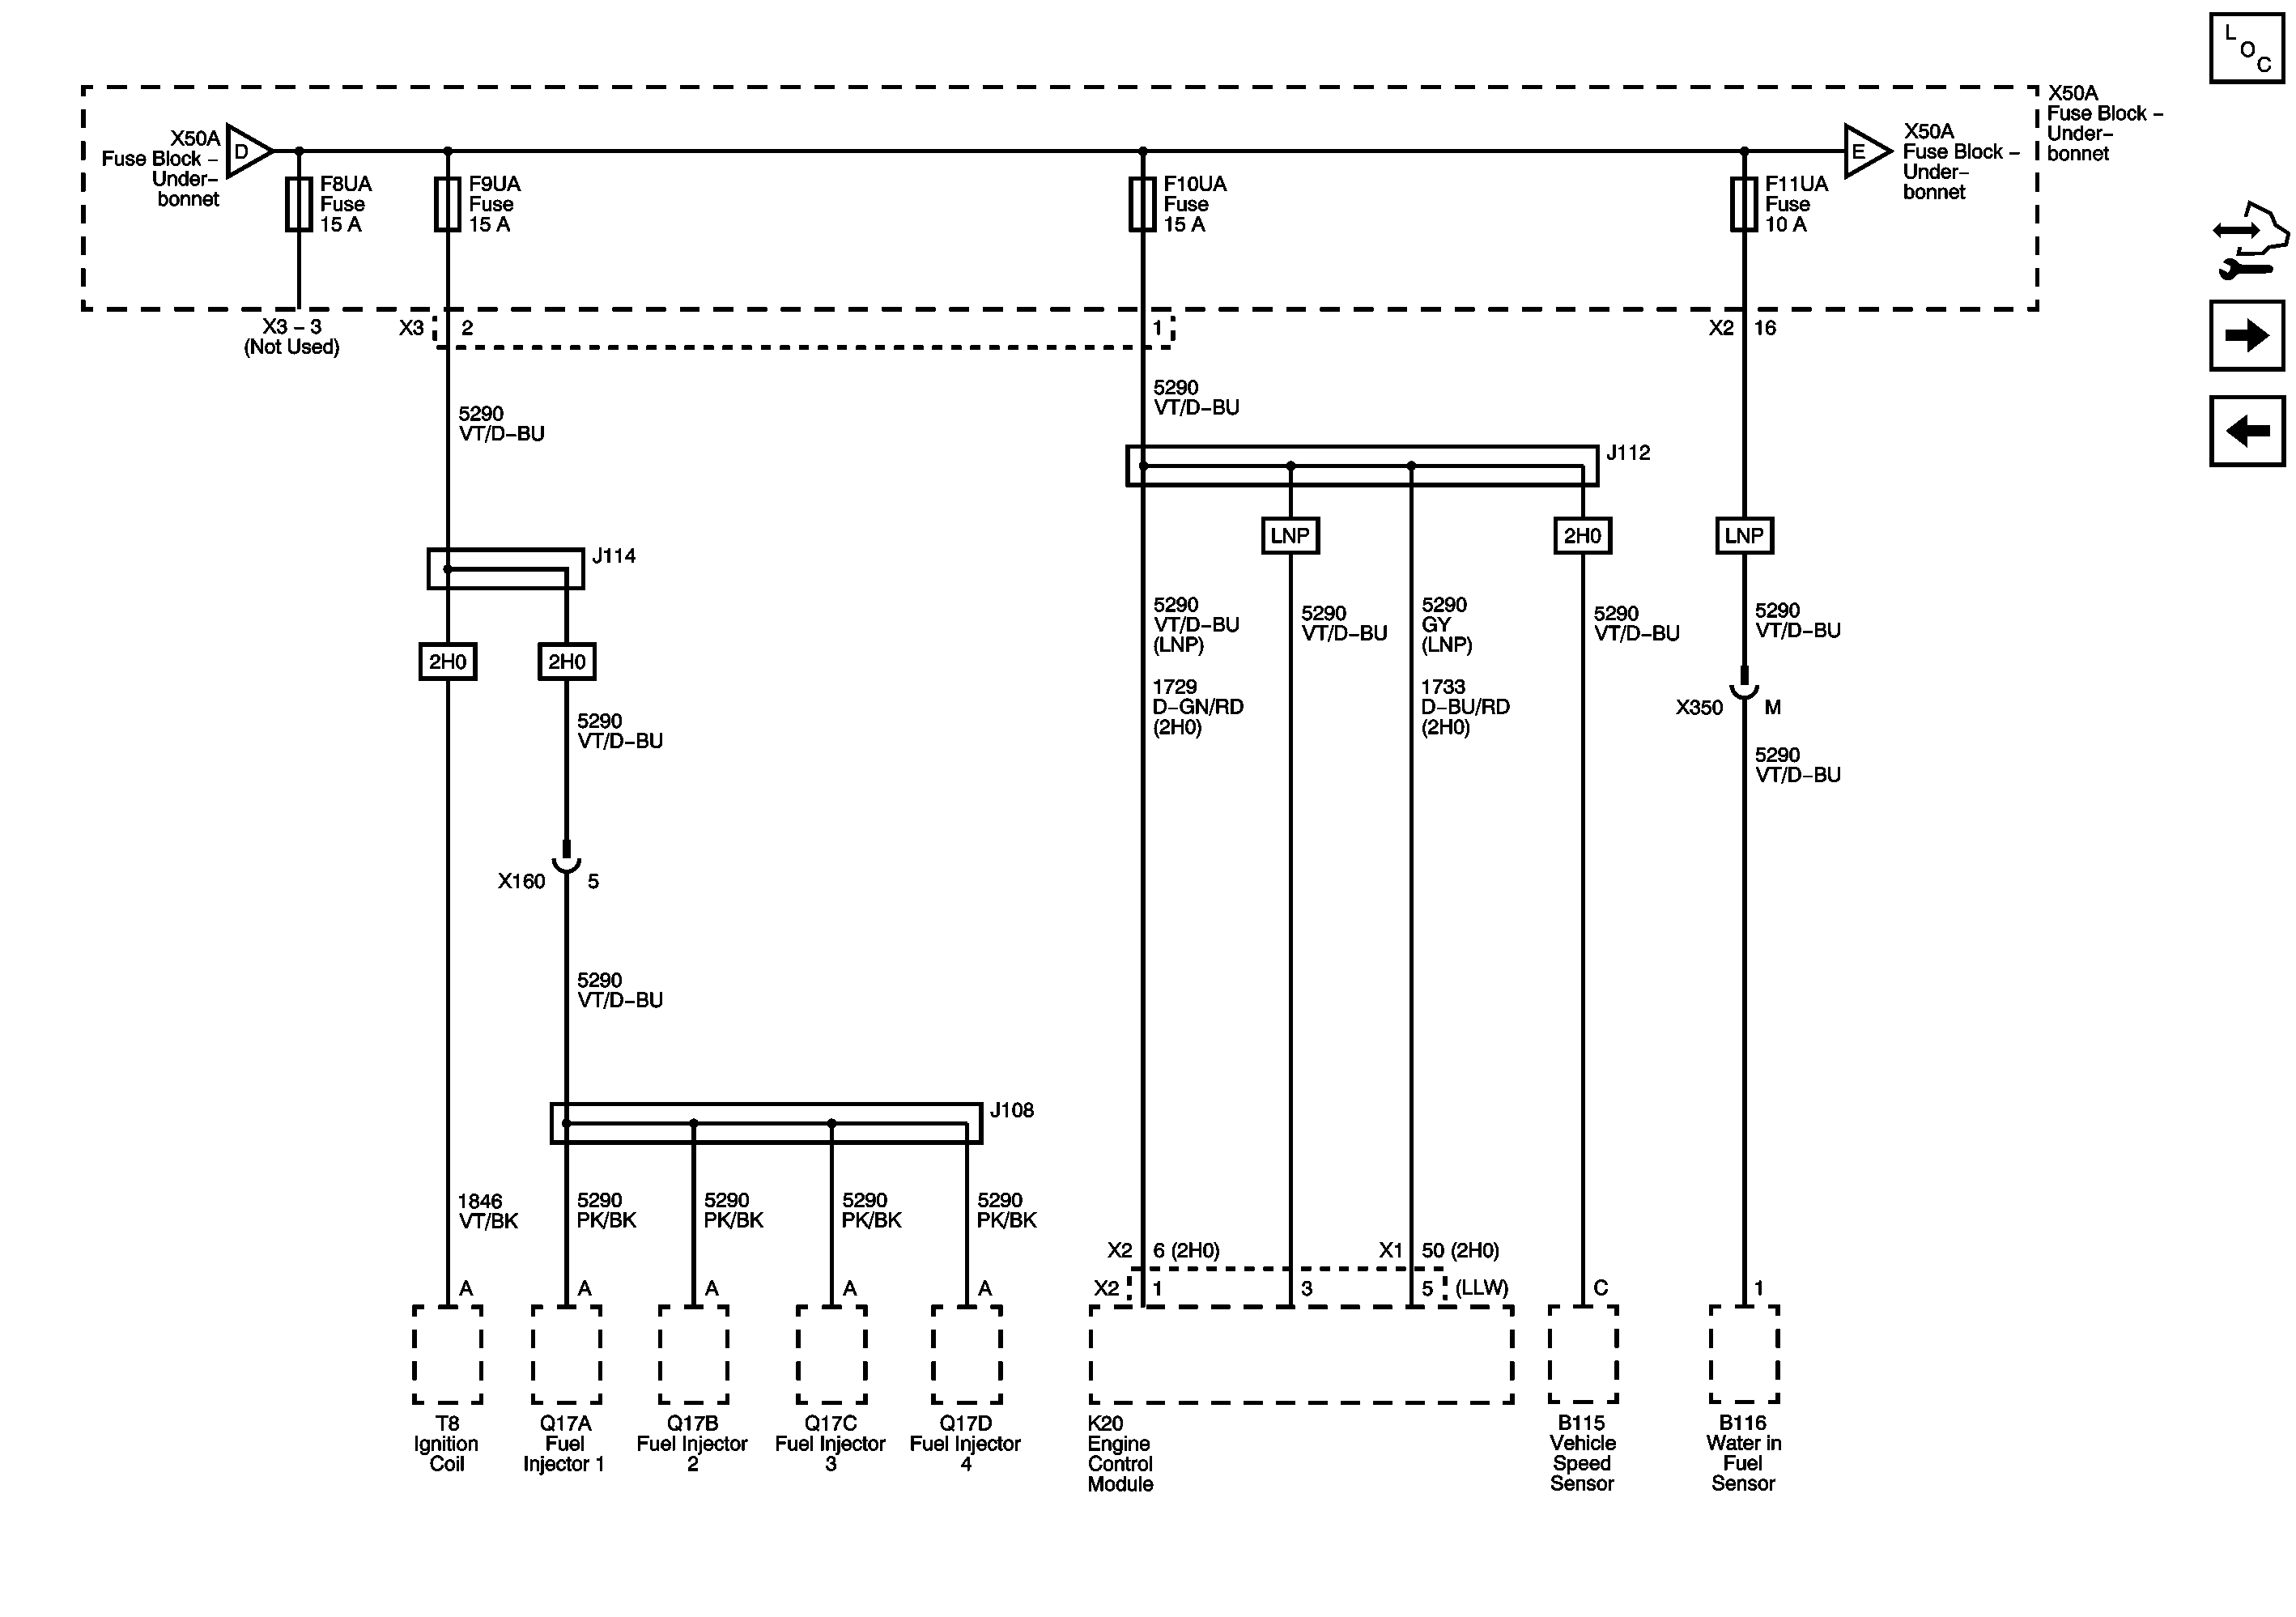 L
O
C
X50A
Fuse Block –
Under–
bonnet
X50A
Fuse Block –
Under–
bonnet
D
E
X50A
Fuse Block –
Under–
bonnet
F8UA
Fuse
15 A
F9UA
Fuse
15 A
F10UA
Fuse
15 A
F11UA
Fuse
10 A
X3 – 3
(Not Used)
X3
2
1
X2
16
5290
VT/D–BU
5290
VT/D–BU
J112
J114
LNP
2H0
LNP
5290
VT/D–BU
(LNP)
5290
VT/D–BU
5290
GY
(LNP)
5290
VT/D–BU
5290
VT/D–BU
2H0
2H0
1729
D–GN/RD
(2H0)
1733
D–BU/RD
(2H0)
X350
M
5290
VT/D–BU
5290
VT/D–BU
X160
5
5290
VT/D–BU
J108
1846
VT/BK
5290
PK/BK
5290
PK/BK
5290
PK/BK
5290
PK/BK
X2
6 (2H0)
X1
50 (2H0)
A
A
A
A
A
X2
1
3
5
(LLW)
C
1
T8
Ignition
Coil
Q17A
Fuel
Injector 1
Q17B
Fuel Injector
2
Q17C
Fuel Injector
3
Q17D
Fuel Injector
4
K20
Engine
Control
Module
B115
Vehicle
Speed
Sensor
B116
Water in
Fuel
Sensor